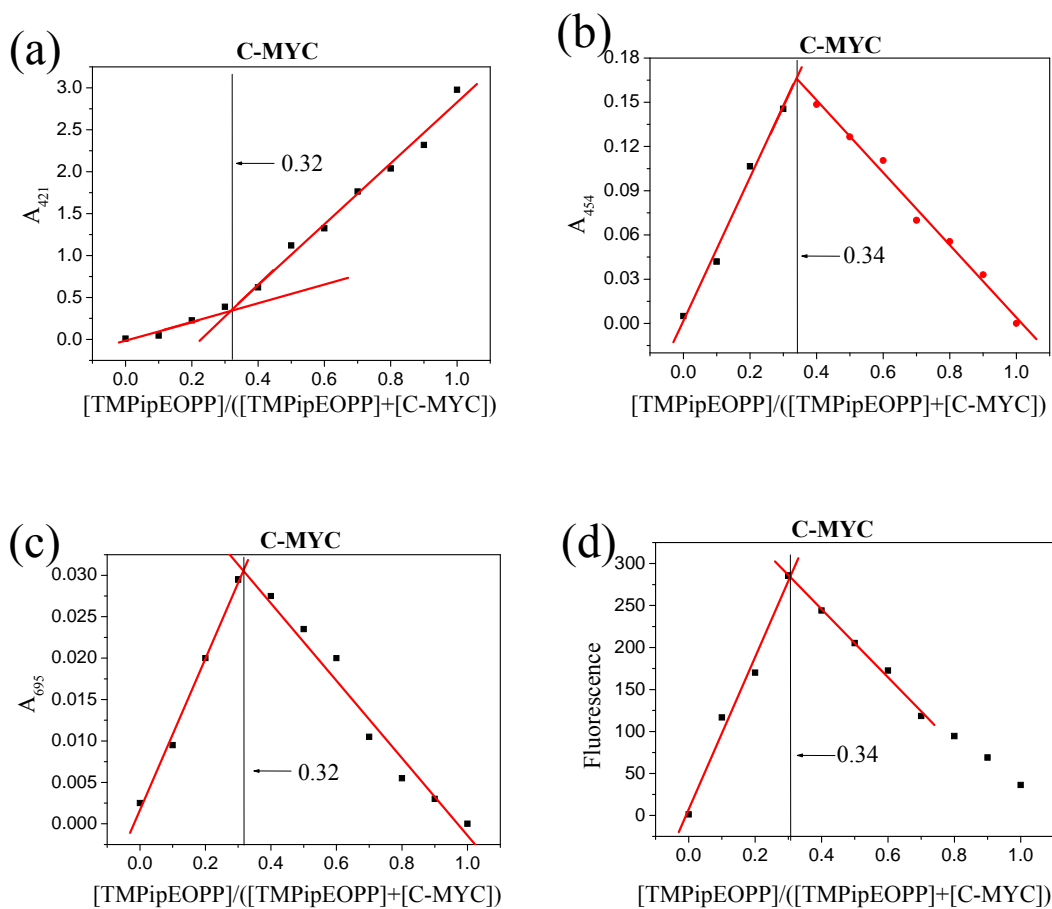 (a)
C-MYC
3.0
2.5
2.0
1.5
1.0
0.5
0.0
A421
0.32
0.0 0.2 0.4 0.6 0.8 1.0
[TMPipEOPP]/([TMPipEOPP]+[C-MYC])
(b)
C-MYC
0.18
0.15
0.12
0.09
0.06
0.03
0.00
A454
0.34
0.0 0.2 0.4 0.6 0.8 1.0
[TMPipEOPP]/([TMPipEOPP]+[C-MYC])
(c)
C-MYC
0.030
0.025
0.020
0.015
0.010
0.005
0.000
A695
0.32
0.0 0.2 0.4 0.6 0.8 1.0
[TMPipEOPP]/([TMPipEOPP]+[C-MYC])
(d)
C-MYC
300
250
200
150
100
50
0
Fluorescence
0.34
0.0 0.2 0.4 0.6 0.8 1.0
[TMPipEOPP]/([TMPipEOPP]+[C-MYC])